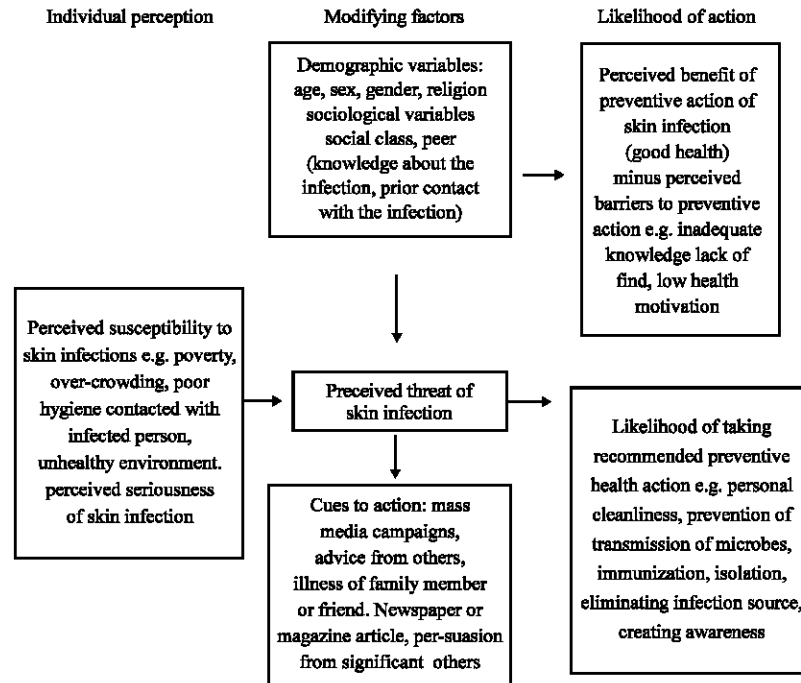 Individual perception
Modifying factors
Likelihood of action
Demographic variables:
age, sex, gender, religion
sociological variables
social class, peer
(knowledge about the
infection, prior contact
with the infection)
Perceived benefit of
preventive action of
skin infection
(good health)
minus perceived
barriers to preventive
action e.g. inadequate
knowledge lack of
find, low health
motivation
Perceived susceptibility to
skin infections e.g. poverty,
over-crowding, poor
hygiene contacted with
infected person,
unhealthy environment.
perceived seriousness
of skin infection
Preceived threat of
skin infection
Likelihood of taking
recommended preventive
health action e.g. personal
cleanliness, prevention of
transmission of microbes,
immunization, isolation,
eliminating infection source,
creating awareness
Cues to action: mass
media campaigns,
advice from others,
illness of family member
or friend. Newspaper or
magazine article, per-suasion
from significant others